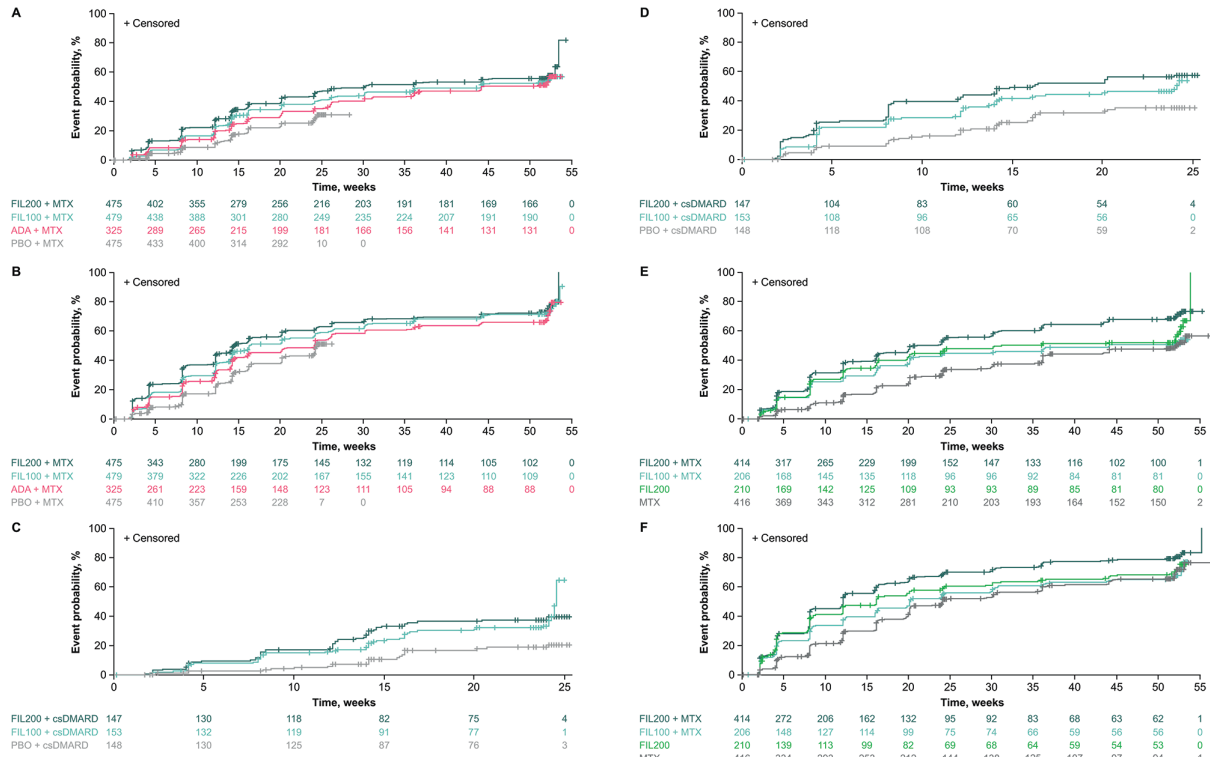 A
+ Censored
Event probability, %
100
80
60
40
20
0
0 5 10 15 20 25 30 35 40 45 50 55
Time, weeks
FIL200 + MTX 475 402 355 279 256 216 203 191 181 169 166 0
FIL100 + MTX 479 438 388 301 280 249 235 224 207 191 190 0
ADA + MTX 325 289 265 215 199 181 166 156 141 131 131 0
PBO + MTX 475 433 400 314 292 10 0
B
+ Censored
Event probability, %
100
80
60
40
20
0
0 5 10 15 20 25 30 35 40 45 50 55
Time, weeks
FIL200 + MTX 475 343 280 199 175 145 132 119 114 105 102 0
FIL100 + MTX 479 379 322 226 202 167 155 141 123 110 109 0
ADA + MTX 325 261 223 159 148 123 111 105 94 88 88 0
PBO + MTX 475 410 357 253 228 7 0
C
+ Censored
Event probability, %
100
80
60
40
20
0
0 5 10 15 20 25
Time, weeks
FIL200 + csDMARD 147 130 118 82 75 4
FIL100 + csDMARD 153 132 119 91 77 1
PBO + csDMARD 148 130 125 87 76 3
D
+ Censored
Event probability, %
100
80
60
40
20
0
0 5 10 15 20 25
Time, weeks
FIL200 + csDMARD 147 104 83 60 54 4
FIL100 + csDMARD 153 108 96 65 56 0
PBO + csDMARD 148 118 108 70 59 2
E
+ Censored
Event probability, %
100
80
60
40
20
0
0 5 10 15 20 25 30 35 40 45 50 55
Time, weeks
FIL200 + MTX 414 317 265 229 199 152 147 133 116 102 100 1
FIL100 + MTX 206 168 145 135 118 96 96 92 84 81 81 0
FIL200 210 169 142 125 109 93 93 89 85 81 80 0
MTX 416 369 343 312 281 210 203 193 164 152 150 2
F
+ Censored
Event probability, %
100
80
60
40
20
0
0 5 10 15 20 25 30 35 40 45 50 55
Time, weeks
FIL200 + MTX 414 272 206 162 132 95 92 83 68 63 62 1
FIL100 + MTX 206 148 127 114 99 75 74 66 59 56 56 0
FIL200 210 139 113 99 82 69 68 64 59 54 53 0